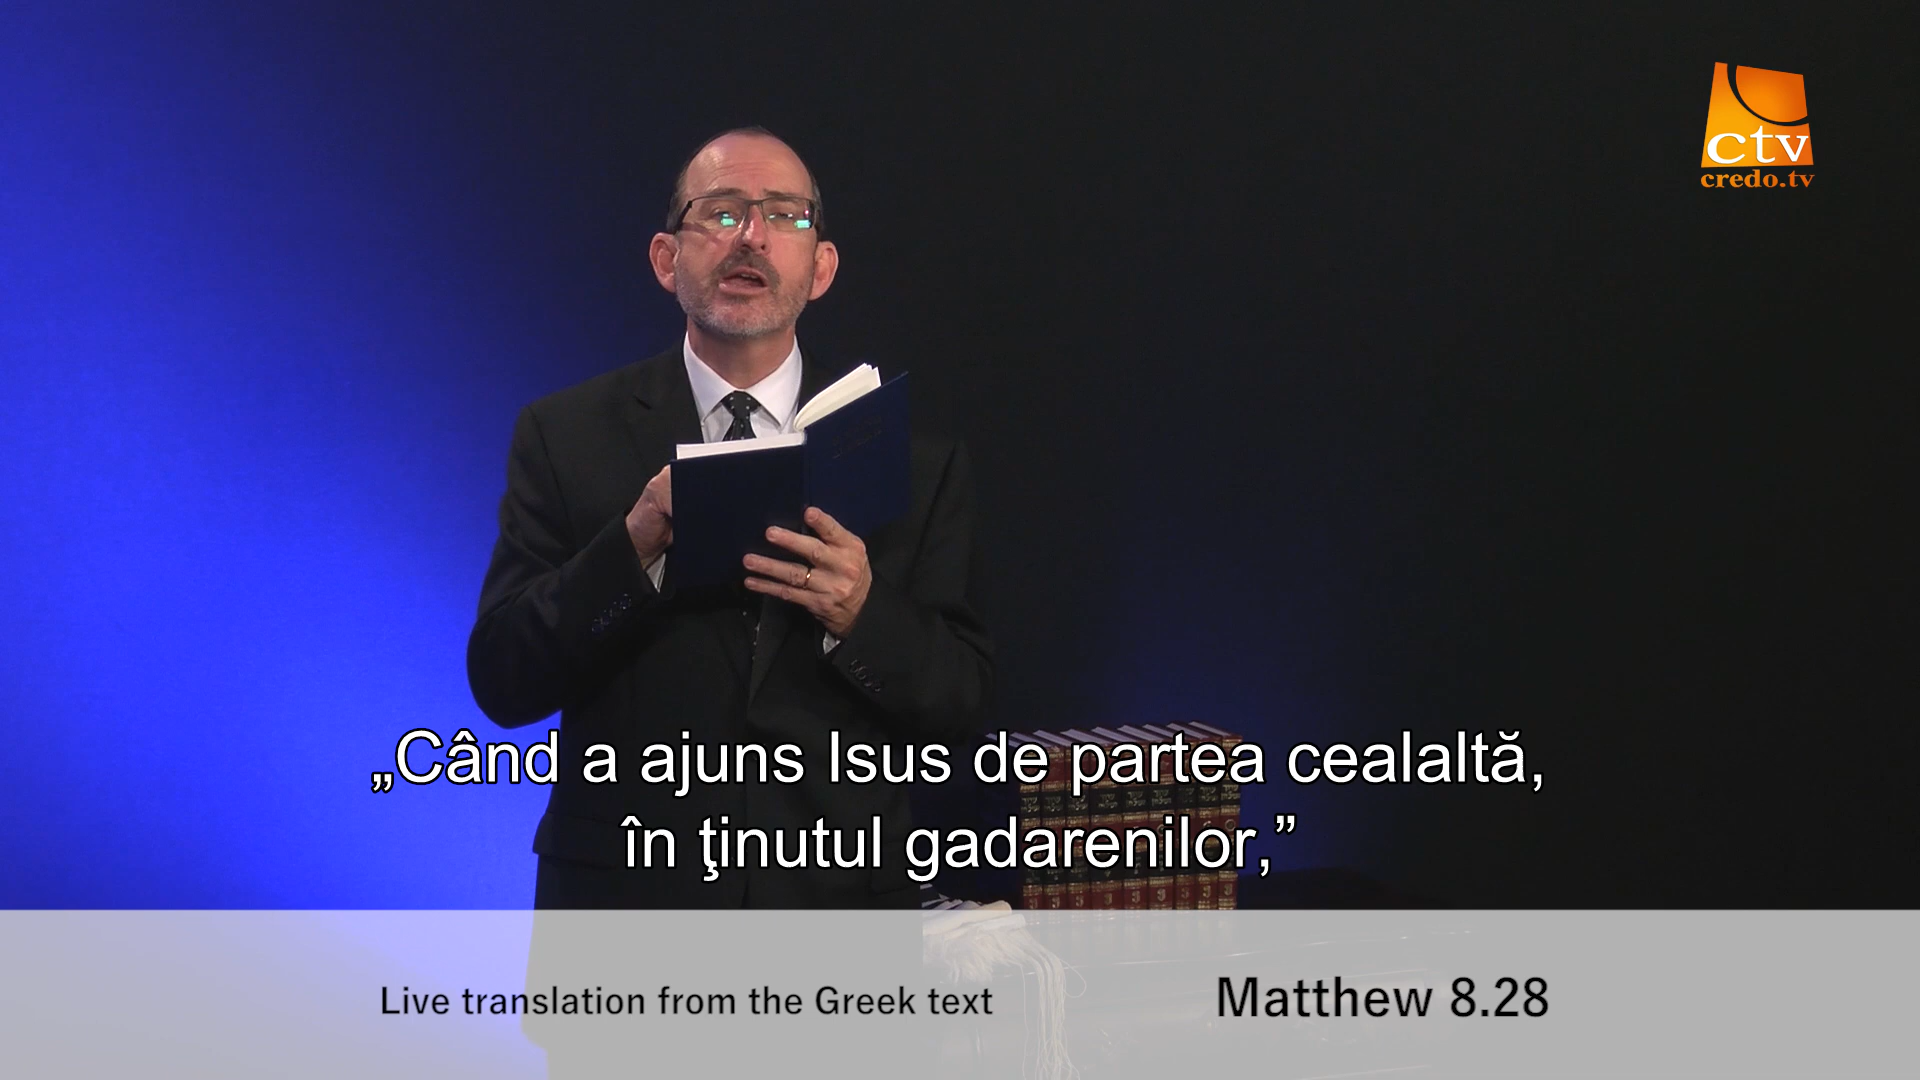 ctv
credo.tv
„Când a ajuns Isus de partea cealaltă,
în ţinutul gadarenilor,”
Live translation from the Greek text
Matthew 8.28